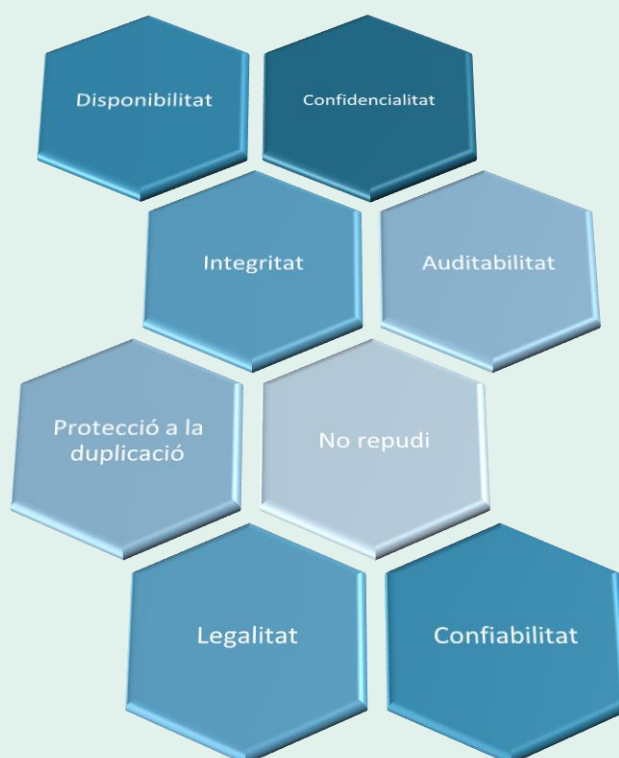 Disponibilitat
Confidencialitat
Integritat
Auditabilitat
Protecció a la
duplicació
No repudi
Legalitat
Confiabilitat